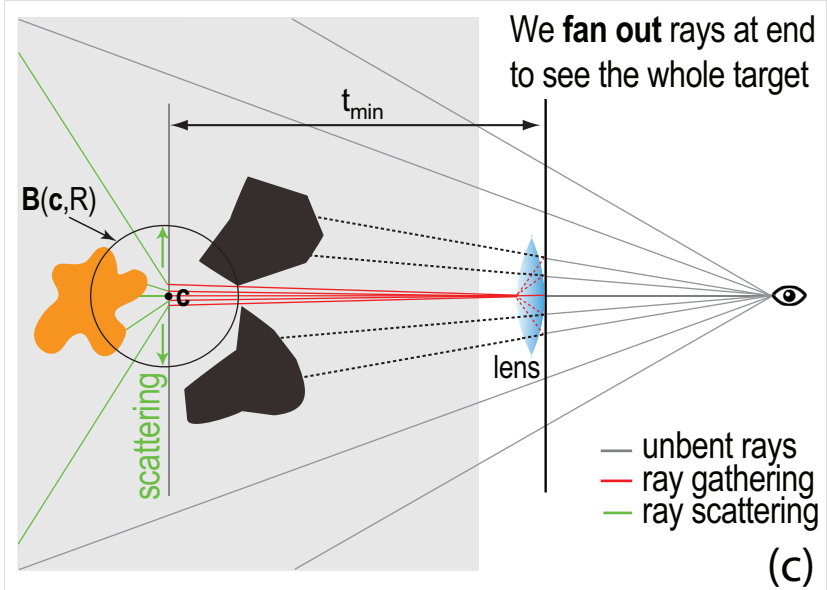 We fan out rays at end
to see the whole target
tmin
B(c,R)
c
scattering
lens
unbent rays
ray gathering
ray scattering
(c)